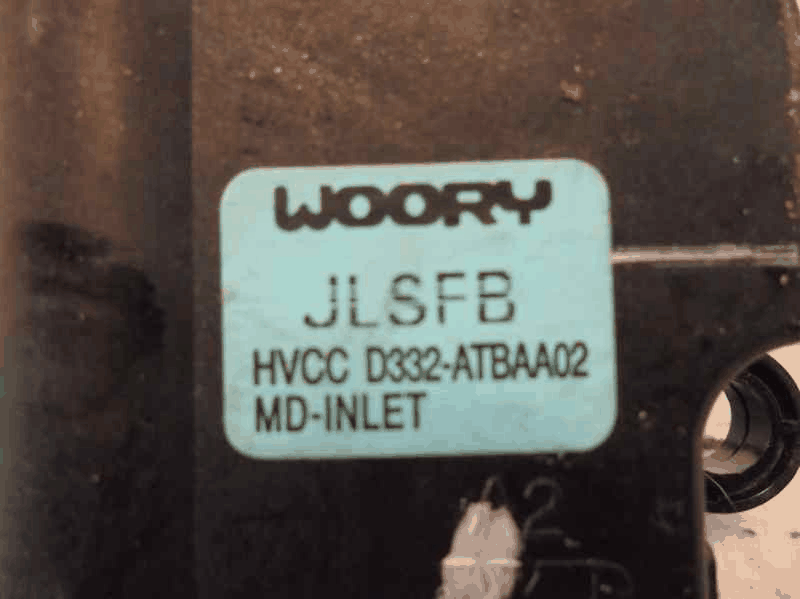 WOORY
JLSFB
HVCC D332-ATBAA02
MD-INLET